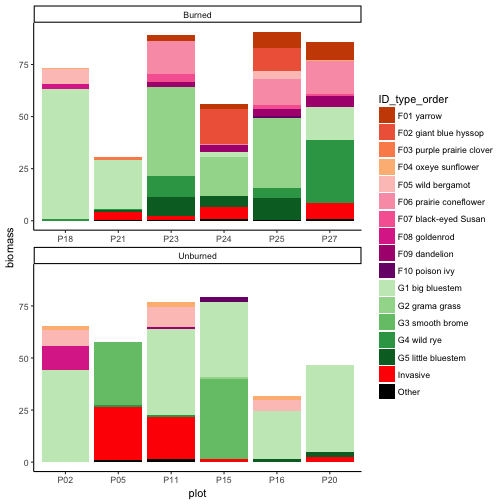 Burned
75
50
25
0
P18 P21 P23 P24 P25 P27
biomass
Unburned
75
50
25
0
P02 P05 P11 P15 P16 P20
plot
ID_type_order
F01 yarrow
F02 giant blue hyssop
F03 purple prairie clover
F04 oxeye sunflower
F05 wild bergamot
F06 prairie coneflower
F07 black-eyed Susan
F08 goldenrod
F09 dandelion
F10 poison ivy
G1 big bluestem
G2 grama grass
G3 smooth brome
G4 wild rye
G5 little bluestem
Invasive
Other